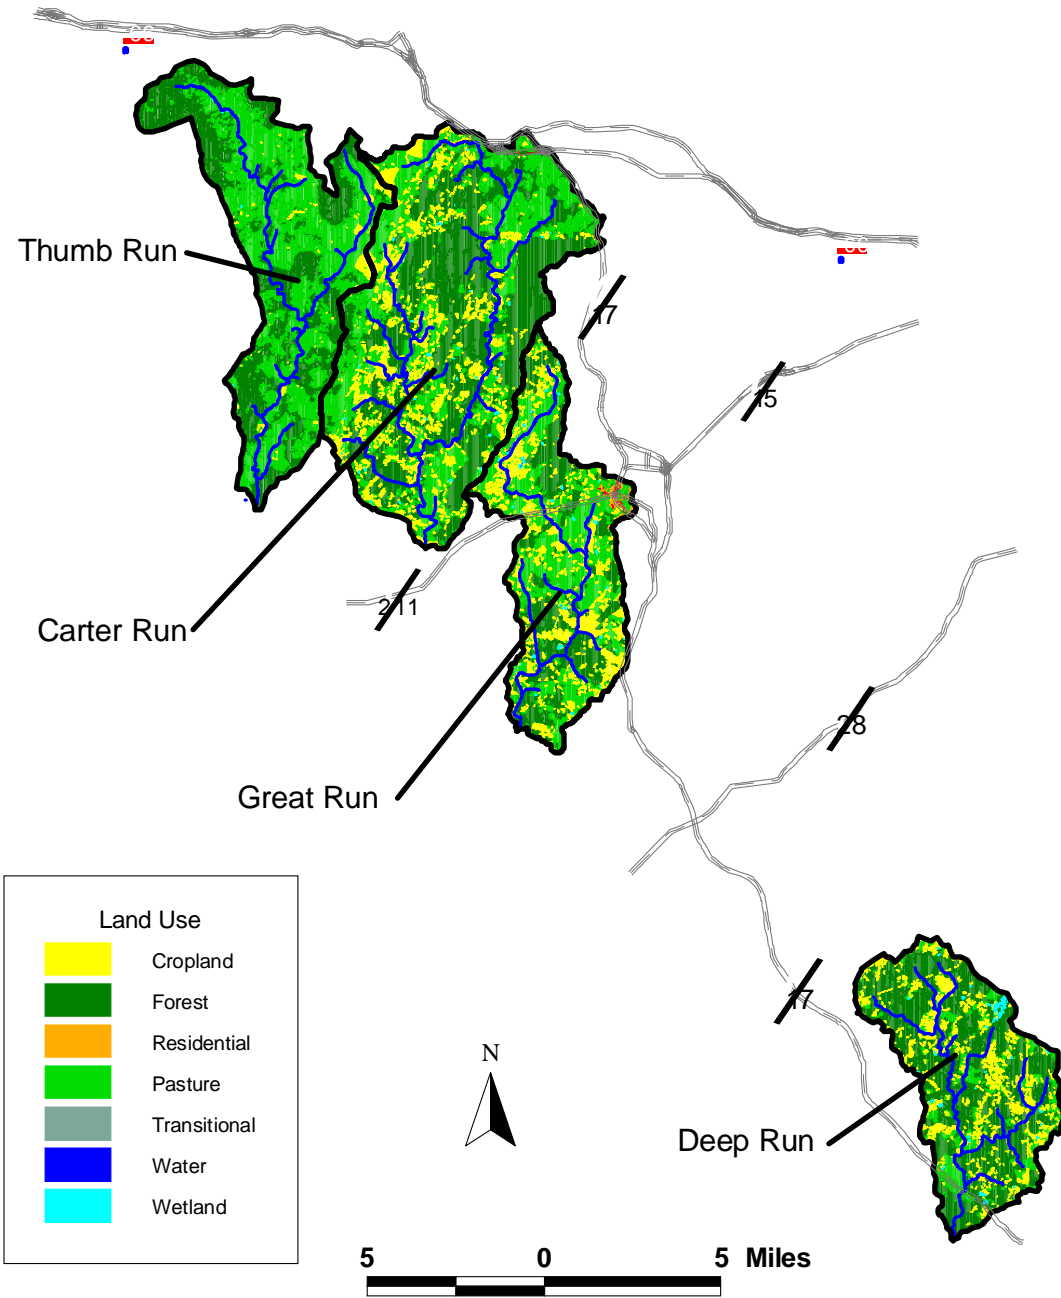 Thumb Run
17
15
211
Carter Run
28
Great Run
Land Use
Cropland
Forest
Residential
Pasture
Transitional
Water
Wetland
17
N
Deep Run
5 0 5 Miles